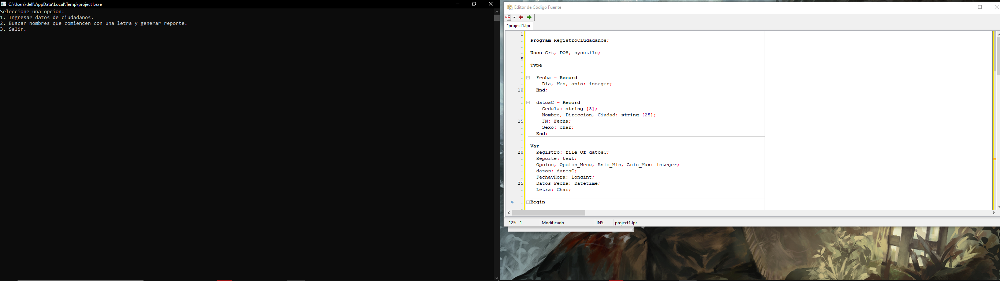 C:\Users\dell\AppData\Local\Temp\project1.exe
Seleccione una opcion:
1. Ingresar datos de ciudadanos.
2. Buscar nombres que comiencen con una letra y generar reporte.
3. Salir.
Editor de Código Fuente
*project1.lpr
1
. Program RegistroCiudadanos;
.
. Uses Crt, DOS, sysutils;
5
. Type
.
. Fecha = Record
. Dia, Mes, anio: integer;
10 End;
.
. datosC = Record
. Cedula: string [8];
. Nombre, Direccion, Ciudad: string [25];
15 FN: Fecha;
. Sexo: char;
. End;
.
. Var
20 Registro: file Of datosC;
. Reporte: text;
. Opcion, Opcion_Menu, Anio_Min, Anio_Max: integer;
. datos: datosC;
. FechayHora: longint;
25 Datos_Fecha: Datetime;
. Letra: Char;
.
. Begin
.
123: 1 Modificado INS project1.lpr